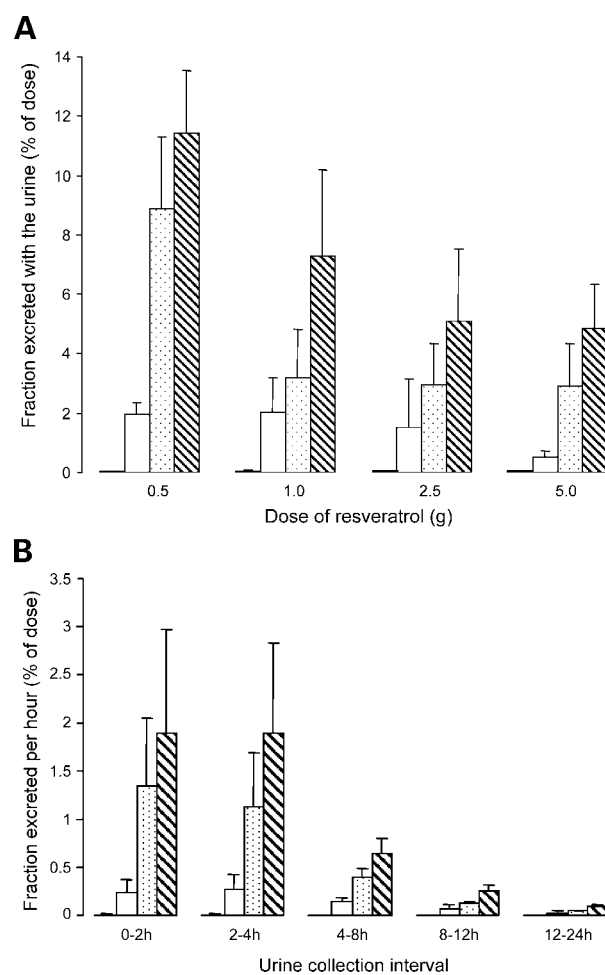 A
Fraction excreted with the urine (% of dose)
14
12
10
8
6
4
2
0
0.5 1.0 2.5 5.0
Dose of resveratrol (g)
B
Fraction excreted per hour (% of dose)
3.5
3
2.5
2
1.5
1
0.5
0
0-2h 2-4h 4-8h 8-12h 12-24h
Urine collection interval